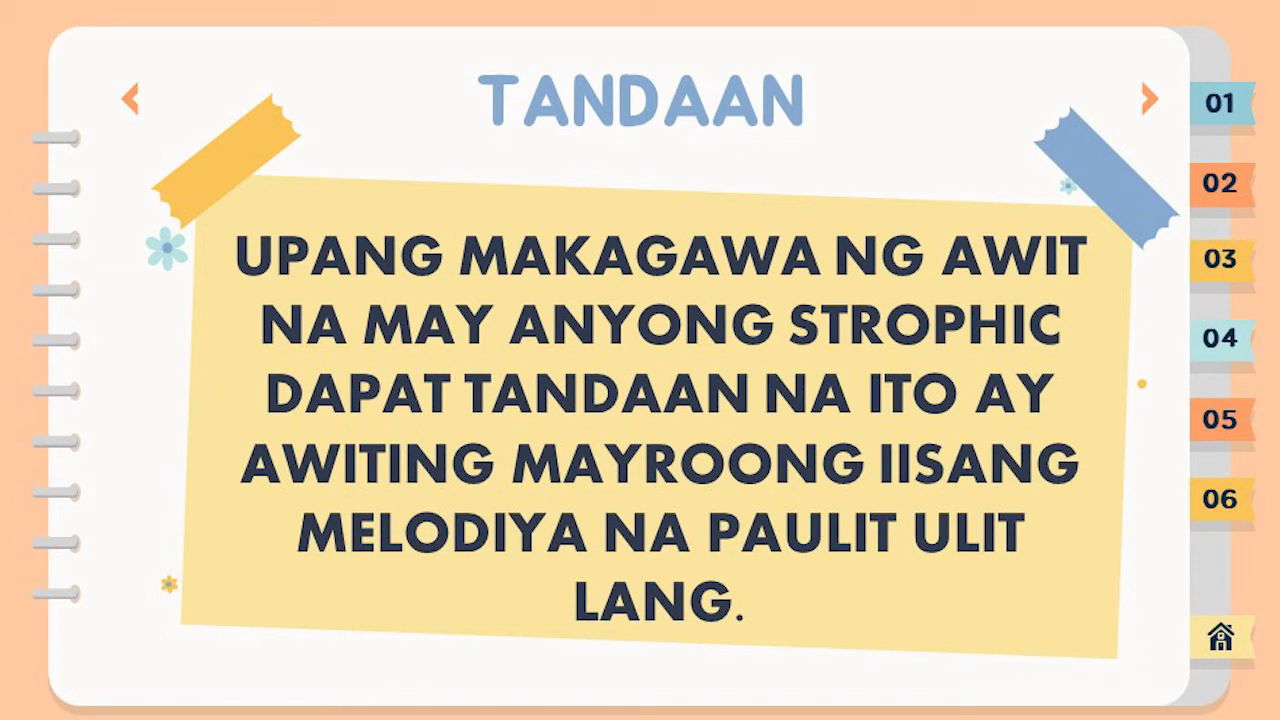 TANDAAN
UPANG MAKAGAWA NG AWIT
NA MAY ANYONG STROPHIC
DAPAT TANDAAN NA ITO AY
AWITING MAYROONG IISANG
MELODIYA NA PAULIT ULIT
LANG.
01
02
03
04
05
06